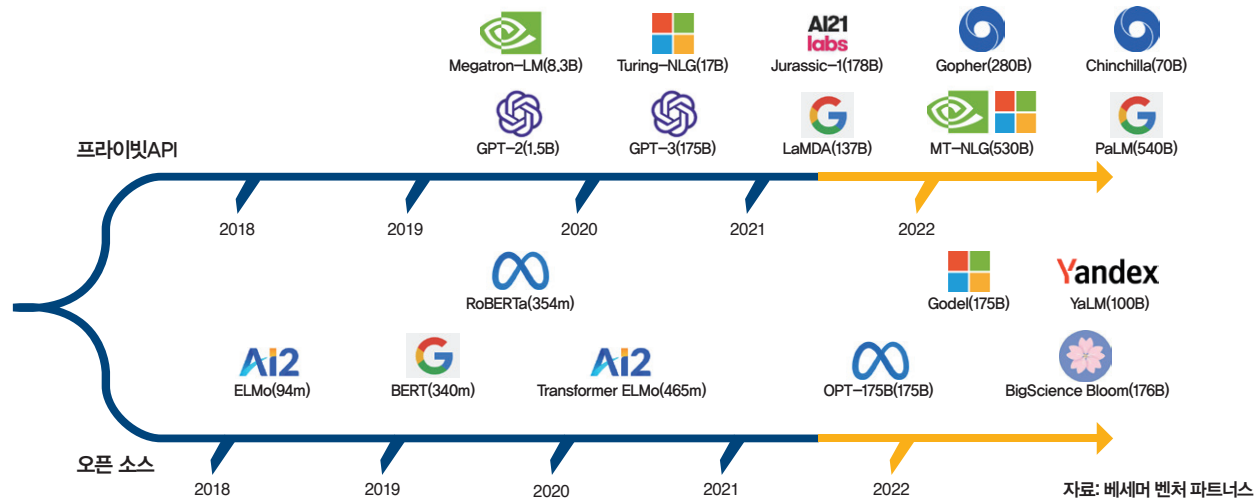 AI21
labs
Megatron-LM(8.3B) Turing-NLG(17B) Jurassic-1(178B) Gopher(280B) Chinchilla(70B)
GPT-2(1.5B) GPT-3(175B) LaMDA(137B) MT-NLG(530B) PaLM(540B)
프라이빗API
2018 2019 2020 2021 2022
Yandex
RoBERTa(354m) Godel(175B) YaLM(100B)
Ai2 Ai2
ELMo(94m) BERT(340m) Transformer ELMo(465m) OPT-175B(175B) BigScience Bloom(176B)
오픈 소스
2018 2019 2020 2021 2022
자료: 베세머 벤처 파트너스